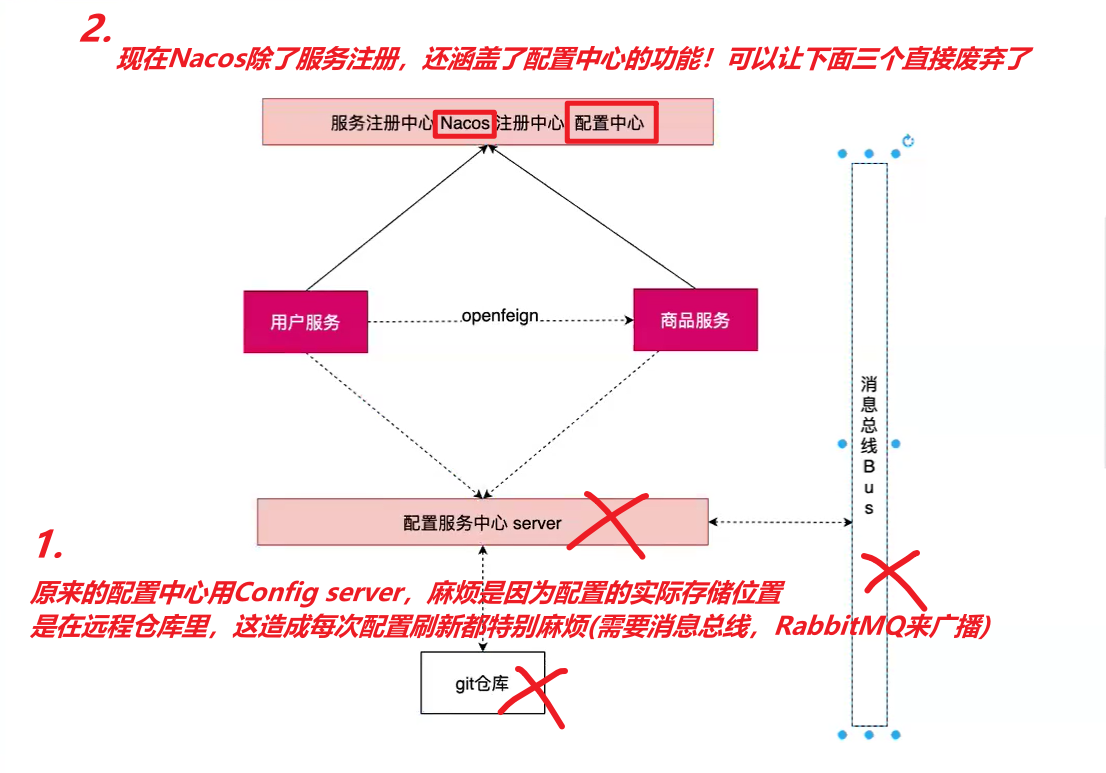 2.
现在Nacos除了服务注册，还涵盖了配置中心的功能！可以让下面三个直接废弃了
服务注册中心 Nacos 注册中心 配置中心
用户服务
openfeign
商品服务
消息总线Bus
配置服务中心 server
1.
原来的配置中心用Config server，麻烦是因为配置的实际存储位置
是在远程仓库里，这造成每次配置刷新都特别麻烦(需要消息总线，RabbitMQ来广播)
git仓库